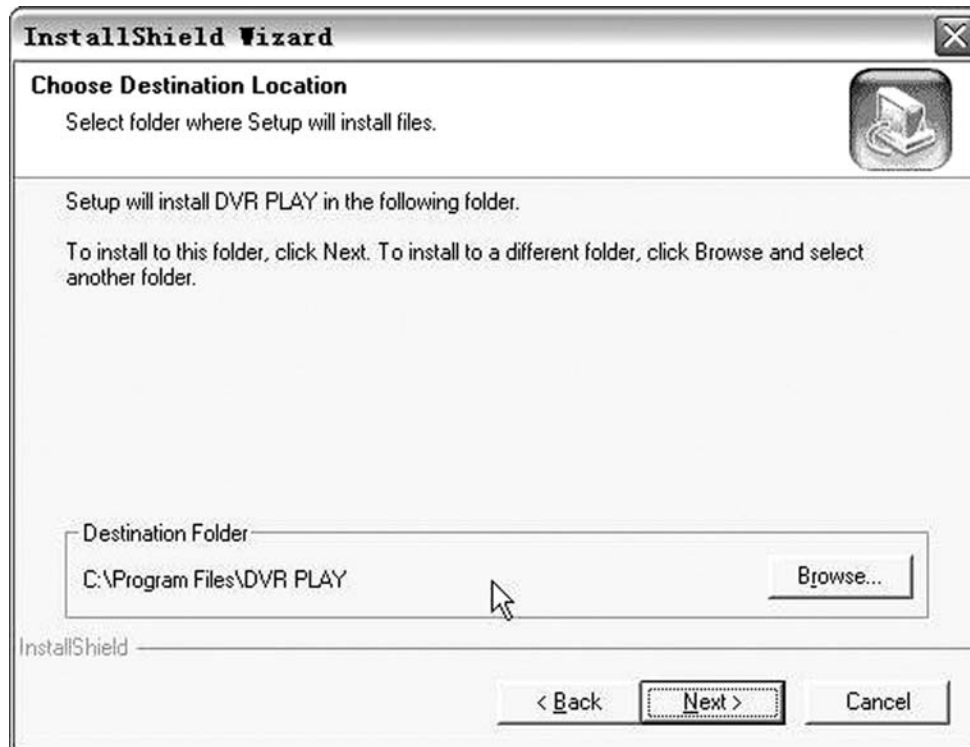 InstallShield Wizard
Choose Destination Location
Select folder where Setup will install files.
Setup will install DVR PLAY in the following folder.
To install to this folder, click Next. To install to a different folder, click Browse and select
another folder.
Destination Folder
C:\Program Files\DVR PLAY
Browse...
InstallShield
< Back
Next >
Cancel